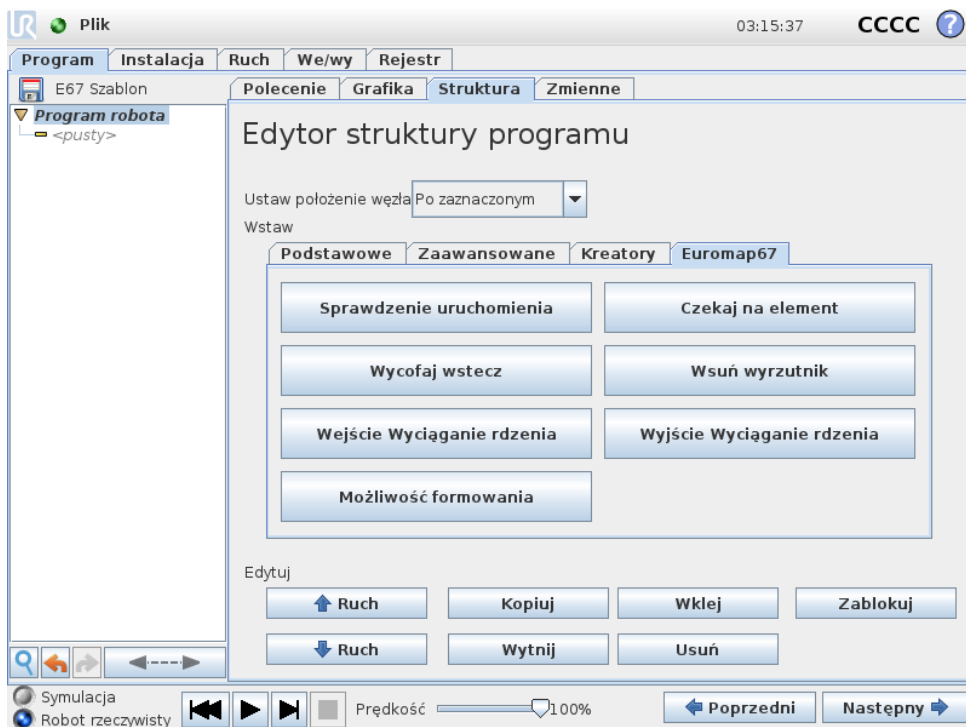 UR Plik 03:15:37 CCCC ?
Program Instalacja Ruch We/wy Rejestr
E67 Szablon Polecenie Grafika Struktura Zmienne
Program robota
<pusty>
Edytor struktury programu
Ustaw położenie węzła Po zaznaczonym
Wstaw
Podstawowe Zaawansowane Kreatory Euromap67
Sprawdzenie uruchomienia Czekaj na element
Wycofaj wstecz Wsuń wyrzutnik
Wejście Wyciąganie rdzenia Wyjście Wyciąganie rdzenia
Możliwość formowania
Edytuj
Ruch Kopiuj Wklej Zablokuj
Ruch Wytnij Usuń
Symulacja
Robot rzeczywisty Prędkość 100% Poprzedni Następny